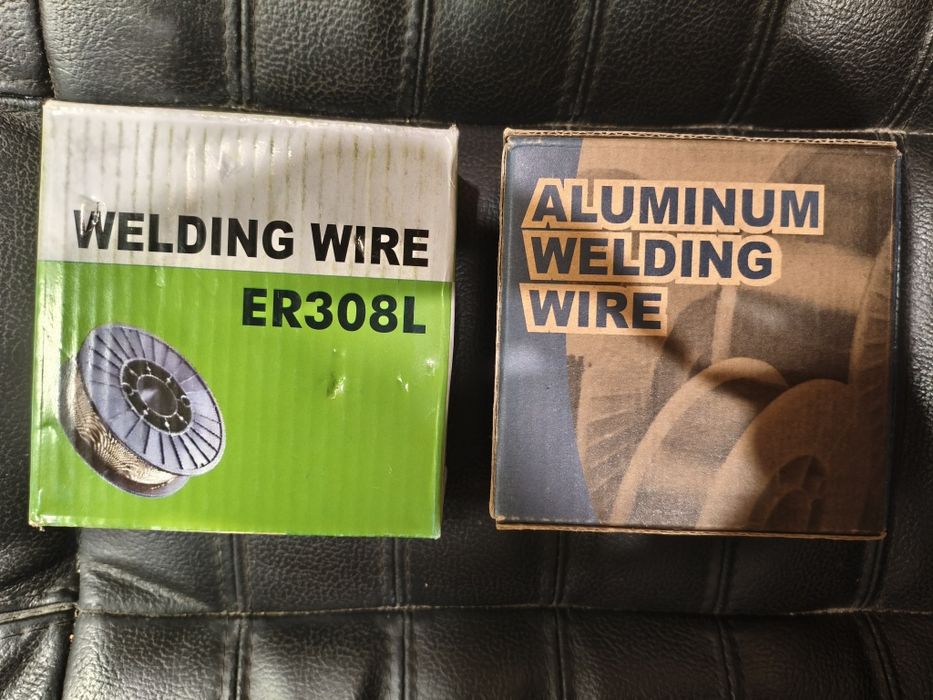 WELDING WIRE
ER308L
ALUMINUM
WELDING
WIRE